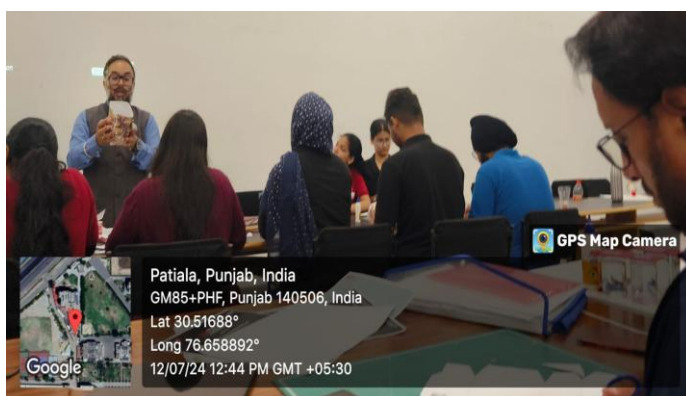 GPS Map Camera
Patiala, Punjab, India
GM85+PHF, Punjab 140506, India
Lat 30.51688°
Long 76.658892°
12/07/24 12:44 PM GMT +05:30
Google